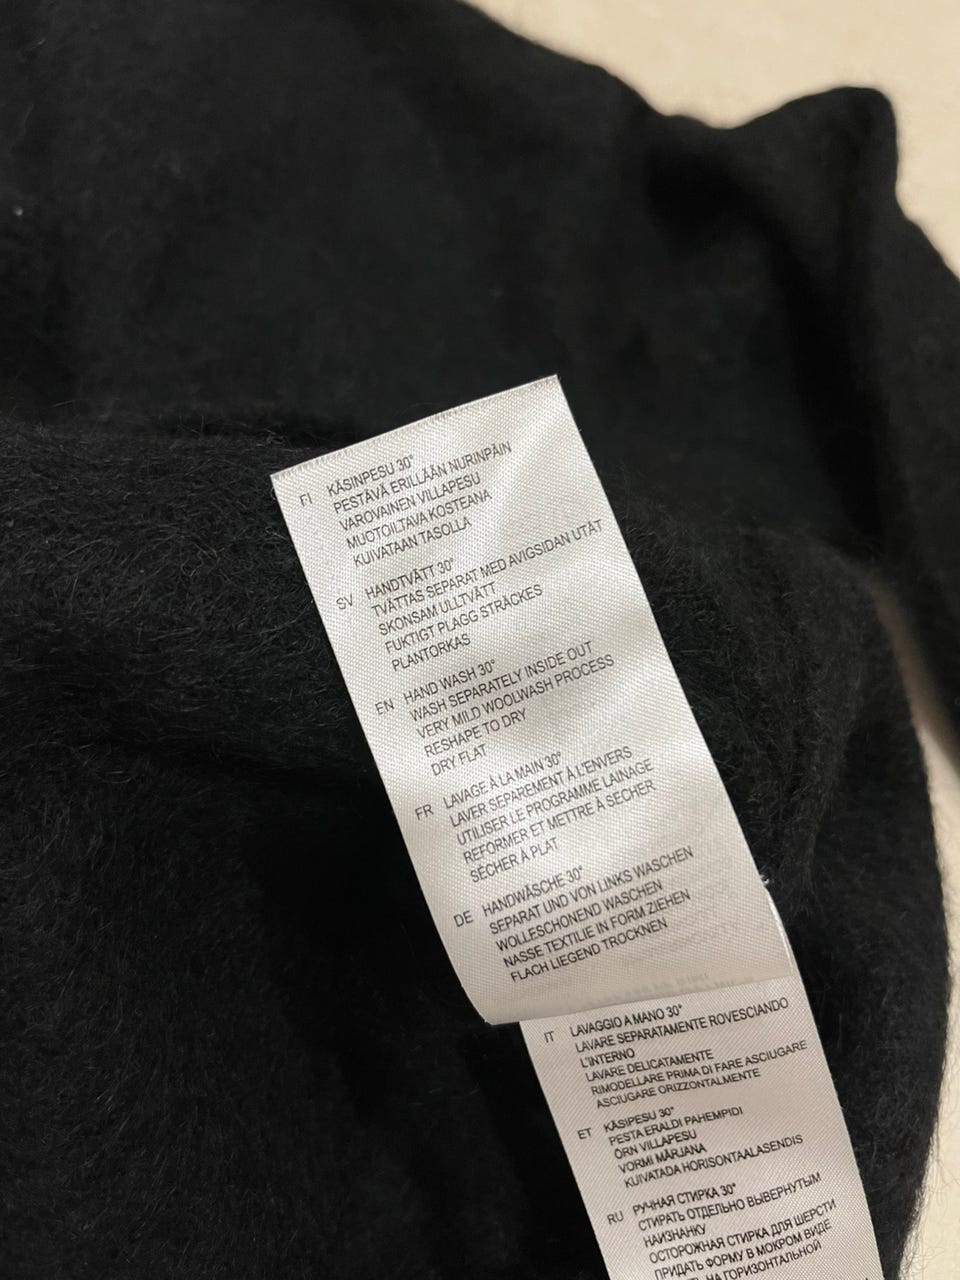 FI KÄSINPESU 30°
PESTÄVÄ ERILLÄÄN NURINPÄIN
VAROVAINEN VILLAPESU
MUOTOILTAVA KOSTEANA
KUIVATAAN TASOLLA
SV HANDTVÄTT 30°
TVÄTTAS SEPARAT MED AVIGSIDAN UTÅT
SKONSAM ULLTVÄTT
FUKTIGT PLAGG STRÄCKES
PLANTORKAS
EN HAND WASH 30°
WASH SEPARATELY INSIDE OUT
VERY MILD WOOLWASH PROCESS
RESHAPE TO DRY
DRY FLAT
FR LAVAGE À LA MAIN 30°
LAVER SEPAREMENT À L'ENVERS
UTILISER LE PROGRAMME LAINAGE
REFORMER ET METTRE À SÉCHER
SÉCHER À PLAT
DE HANDWÄSCHE 30°
SEPARAT UND VON LINKS WASCHEN
WOLLESCHONEND WASCHEN
NASSE TEXTILIE IN FORM ZIEHEN
FLACH LIEGEND TROCKNEN
IT LAVAGGIO A MANO 30°
LAVARE SEPARATAMENTE ROVESCIANDO
L'INTERNO
LAVARE DELICATAMENTE
RIMODELLARE PRIMA DI FARE ASCIUGARE
ASCIUGARE ORIZZONTALMENTE
ET KÄSIPESU 30°
PESTA ERALDI PAHEMPIDI
ÕRN VILLAPESU
VORMI MÄRJANA
KUIVATADA HORISONTAALASENDIS
RU РУЧНАЯ СТИРКА 30°
СТИРАТЬ ОТДЕЛЬНО ВЫВЕРНУТЫМ
НАИЗНАНКУ
ОСТОРОЖНАЯ СТИРКА ДЛЯ ШЕРСТИ
ПРИДАТЬ ФОРМУ В МОКРОМ ВИДЕ
НА ГОРИЗОНТАЛЬНОЙ